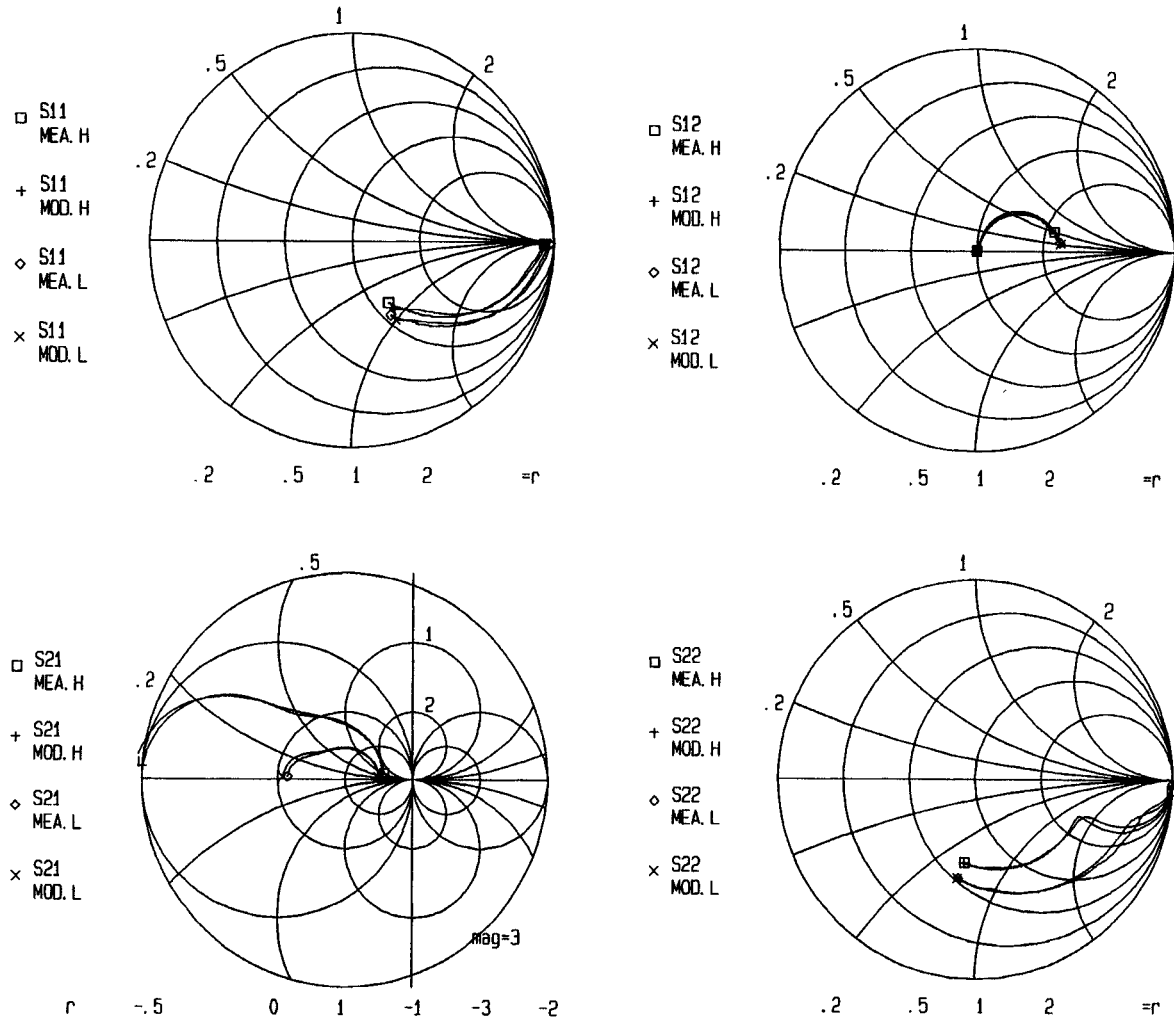 1
.5
2
.2
S11
MEA. H
S11
MOD. H
S11
MEA. L
S11
MOD. L
.2 .5 1 2 =r
1
.5
2
.2
S12
MEA. H
S12
MOD. H
S12
MEA. L
S12
MOD. L
.2 .5 1 2 =r
.5
1
.2
2
S21
MEA. H
S21
MOD. H
S21
MEA. L
S21
MOD. L
mag=3
r -.5 0 1 -1 -3 -2
1
.5
2
.2
S22
MEA. H
S22
MOD. H
S22
MEA. L
S22
MOD. L
.2 .5 1 2 =r